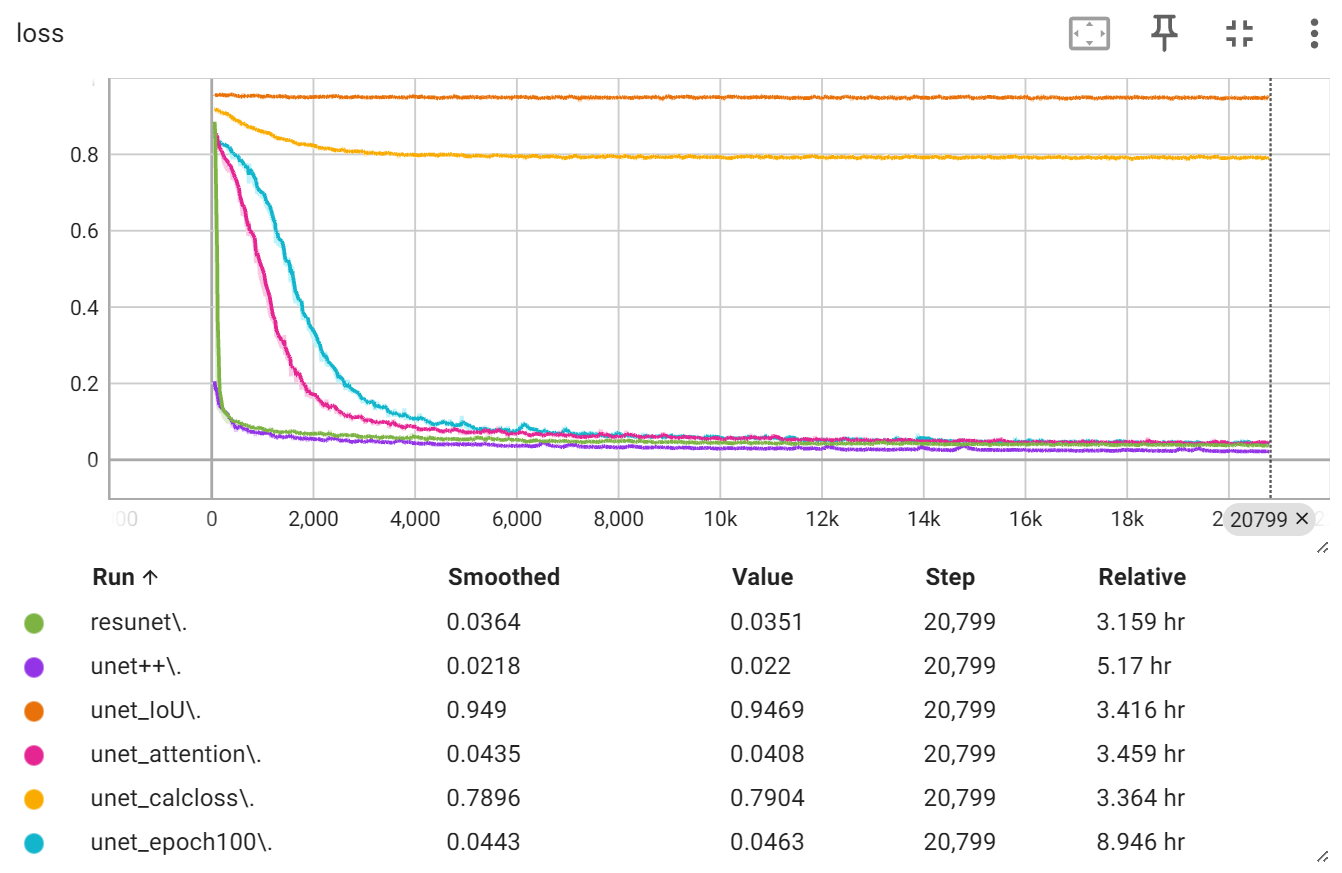 loss
0.8
0.6
0.4
0.2
0
00 0 2,000 4,000 6,000 8,000 10k 12k 14k 16k 18k 2 20799 × 2
Run ↑ Smoothed Value Step Relative
resunet\. 0.0364 0.0351 20,799 3.159 hr
unet++\. 0.0218 0.022 20,799 5.17 hr
unet_IoU\. 0.949 0.9469 20,799 3.416 hr
unet_attention\. 0.0435 0.0408 20,799 3.459 hr
unet_calcloss\. 0.7896 0.7904 20,799 3.364 hr
unet_epoch100\. 0.0443 0.0463 20,799 8.946 hr